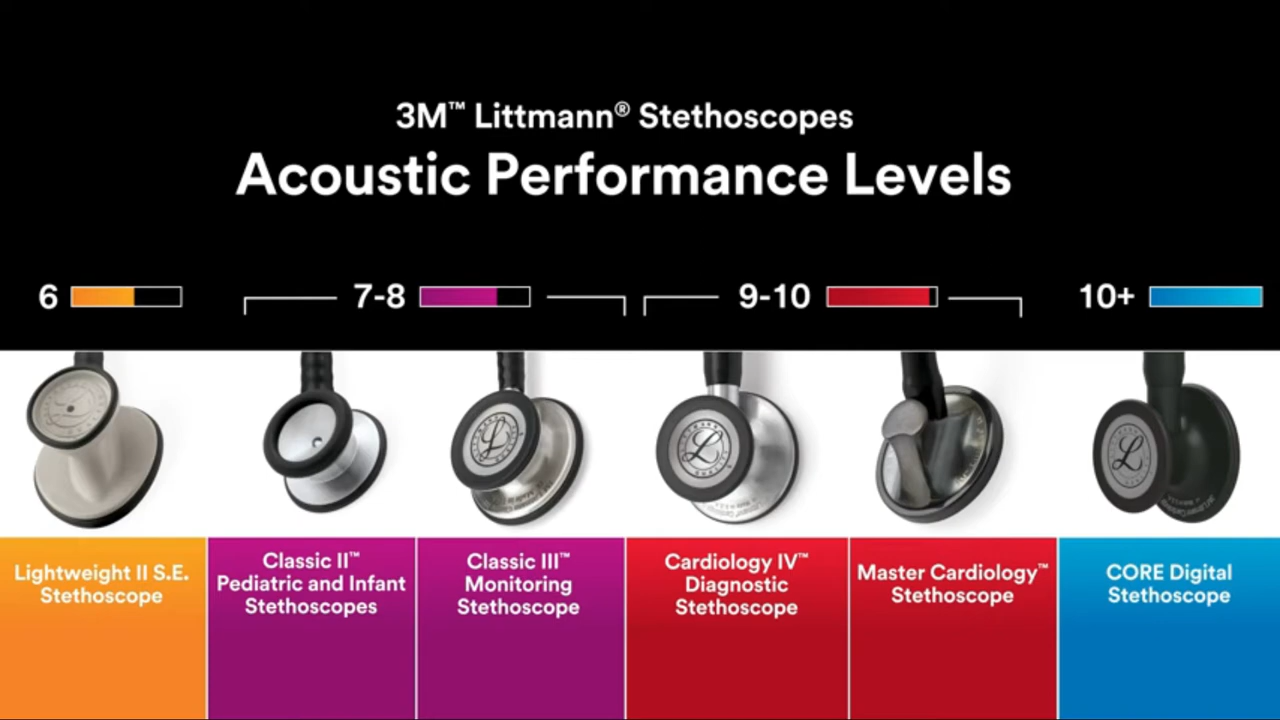 3M™ Littmann® Stethoscopes
Acoustic Performance Levels
6
7-8
9-10
10+
Lightweight II S.E.
Stethoscope
Classic II™
Pediatric and Infant
Stethoscopes
Classic III™
Monitoring
Stethoscope
Cardiology IV™
Diagnostic
Stethoscope
Master Cardiology™
Stethoscope
CORE Digital
Stethoscope